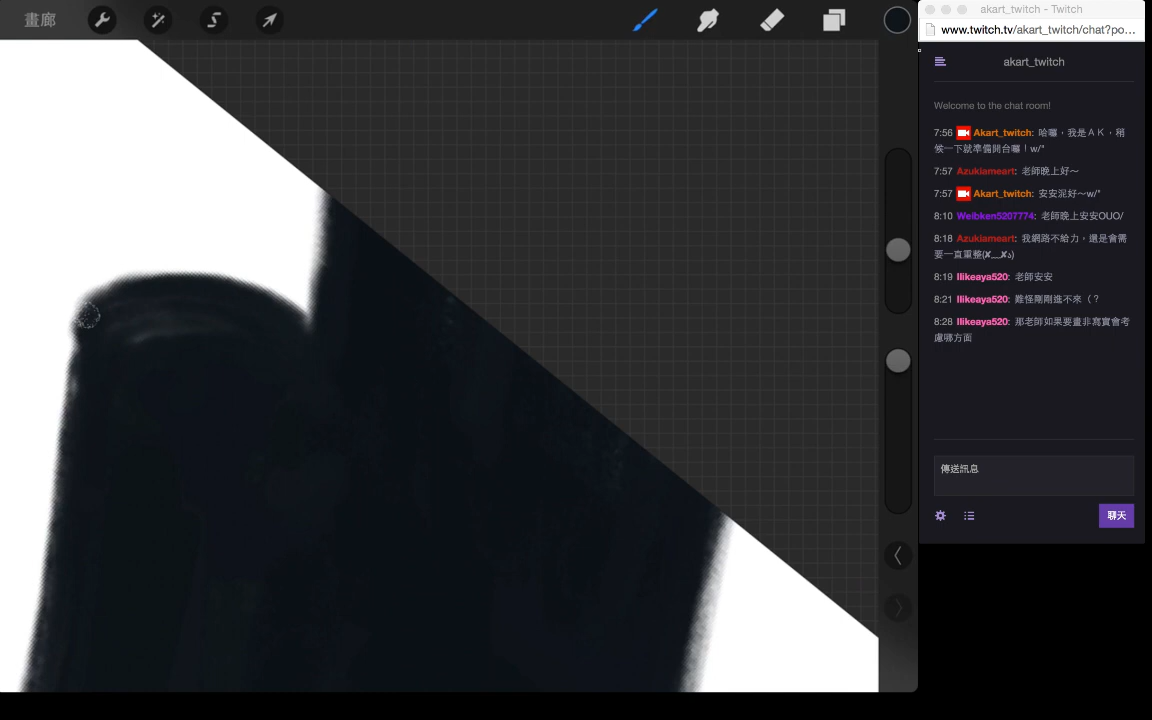 畫廊
akart_twitch - Twitch
www.twitch.tv/akart_twitch/chat?po...
akart_twitch
Welcome to the chat room!
7:56 Akart_twitch: 哈囉，我是ＡＫ，稍
候一下就準備開台囉！w/"
7:57 Azukiameart: 老師晚上好～
7:57 Akart_twitch: 安安泥好～w/"
8:10 Weibken5207774: 老師晚上安安OUO/
8:18 Azukiameart: 我網路不給力，還是會需
要一直重整(✘﹏✘ა)
8:19 Ilikeaya520: 老師安安
8:21 Ilikeaya520: 難怪剛剛進不來（？
8:28 Ilikeaya520: 那老師如果要畫非寫實會考
慮哪方面
傳送訊息
聊天